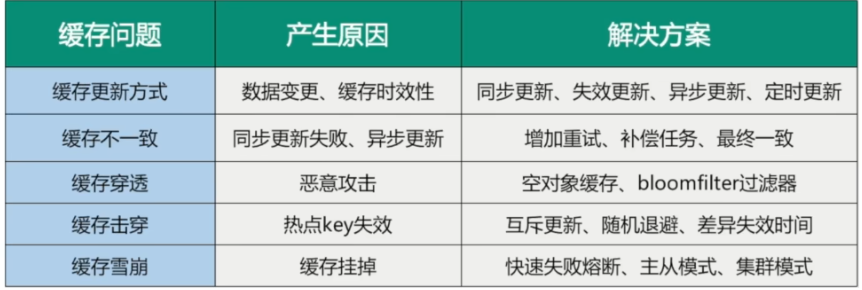 缓存问题 产生原因 解决方案
缓存更新方式 数据变更、缓存时效性 同步更新、失效更新、异步更新、定时更新
缓存不一致 同步更新失败、异步更新 增加重试、补偿任务、最终一致
缓存穿透 恶意攻击 空对象缓存、bloomfilter过滤器
缓存击穿 热点key失效 互斥更新、随机退避、差异失效时间
缓存雪崩 缓存挂掉 快速失败熔断、主从模式、集群模式